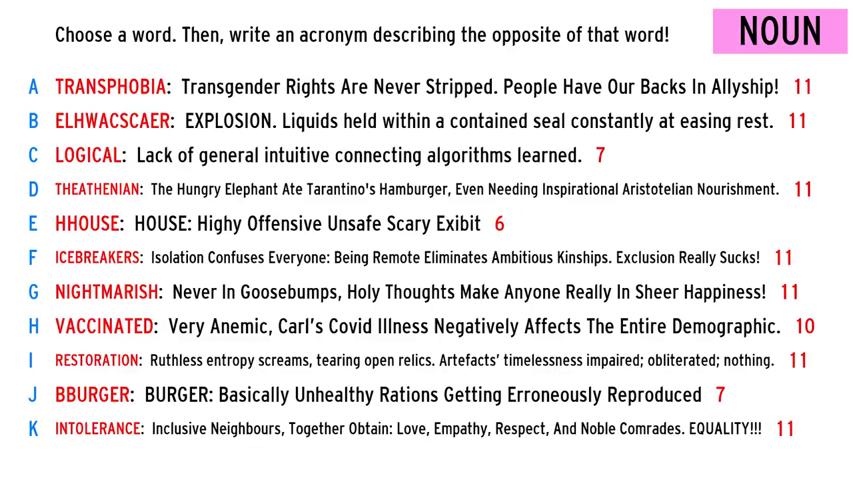 Choose a word. Then, write an acronym describing the opposite of that word!
NOUN
A TRANSPHOBIA: Transgender Rights Are Never Stripped. People Have Our Backs In Allyship! 11
B ELHWACSCAER: EXPLOSION. Liquids held within a contained seal constantly at easing rest. 11
C LOGICAL: Lack of general intuitive connecting algorithms learned. 7
D THEATHENIAN: The Hungry Elephant Ate Tarantino's Hamburger, Even Needing Inspirational Aristotelian Nourishment. 11
E HHOUSE: HOUSE: Highy Offensive Unsafe Scary Exibit 6
F ICEBREAKERS: Isolation Confuses Everyone: Being Remote Eliminates Ambitious Kinships. Exclusion Really Sucks! 11
G NIGHTMARISH: Never In Goosebumps, Holy Thoughts Make Anyone Really In Sheer Happiness! 11
H VACCINATED: Very Anemic, Carl's Covid Illness Negatively Affects The Entire Demographic. 10
I RESTORATION: Ruthless entropy screams, tearing open relics. Artefacts' timelessness impaired; obliterated; nothing. 11
J BBURGER: BURGER: Basically Unhealthy Rations Getting Erroneously Reproduced 7
K INTOLERANCE: Inclusive Neighbours, Together Obtain: Love, Empathy, Respect, And Noble Comrades. EQUALITY!!! 11